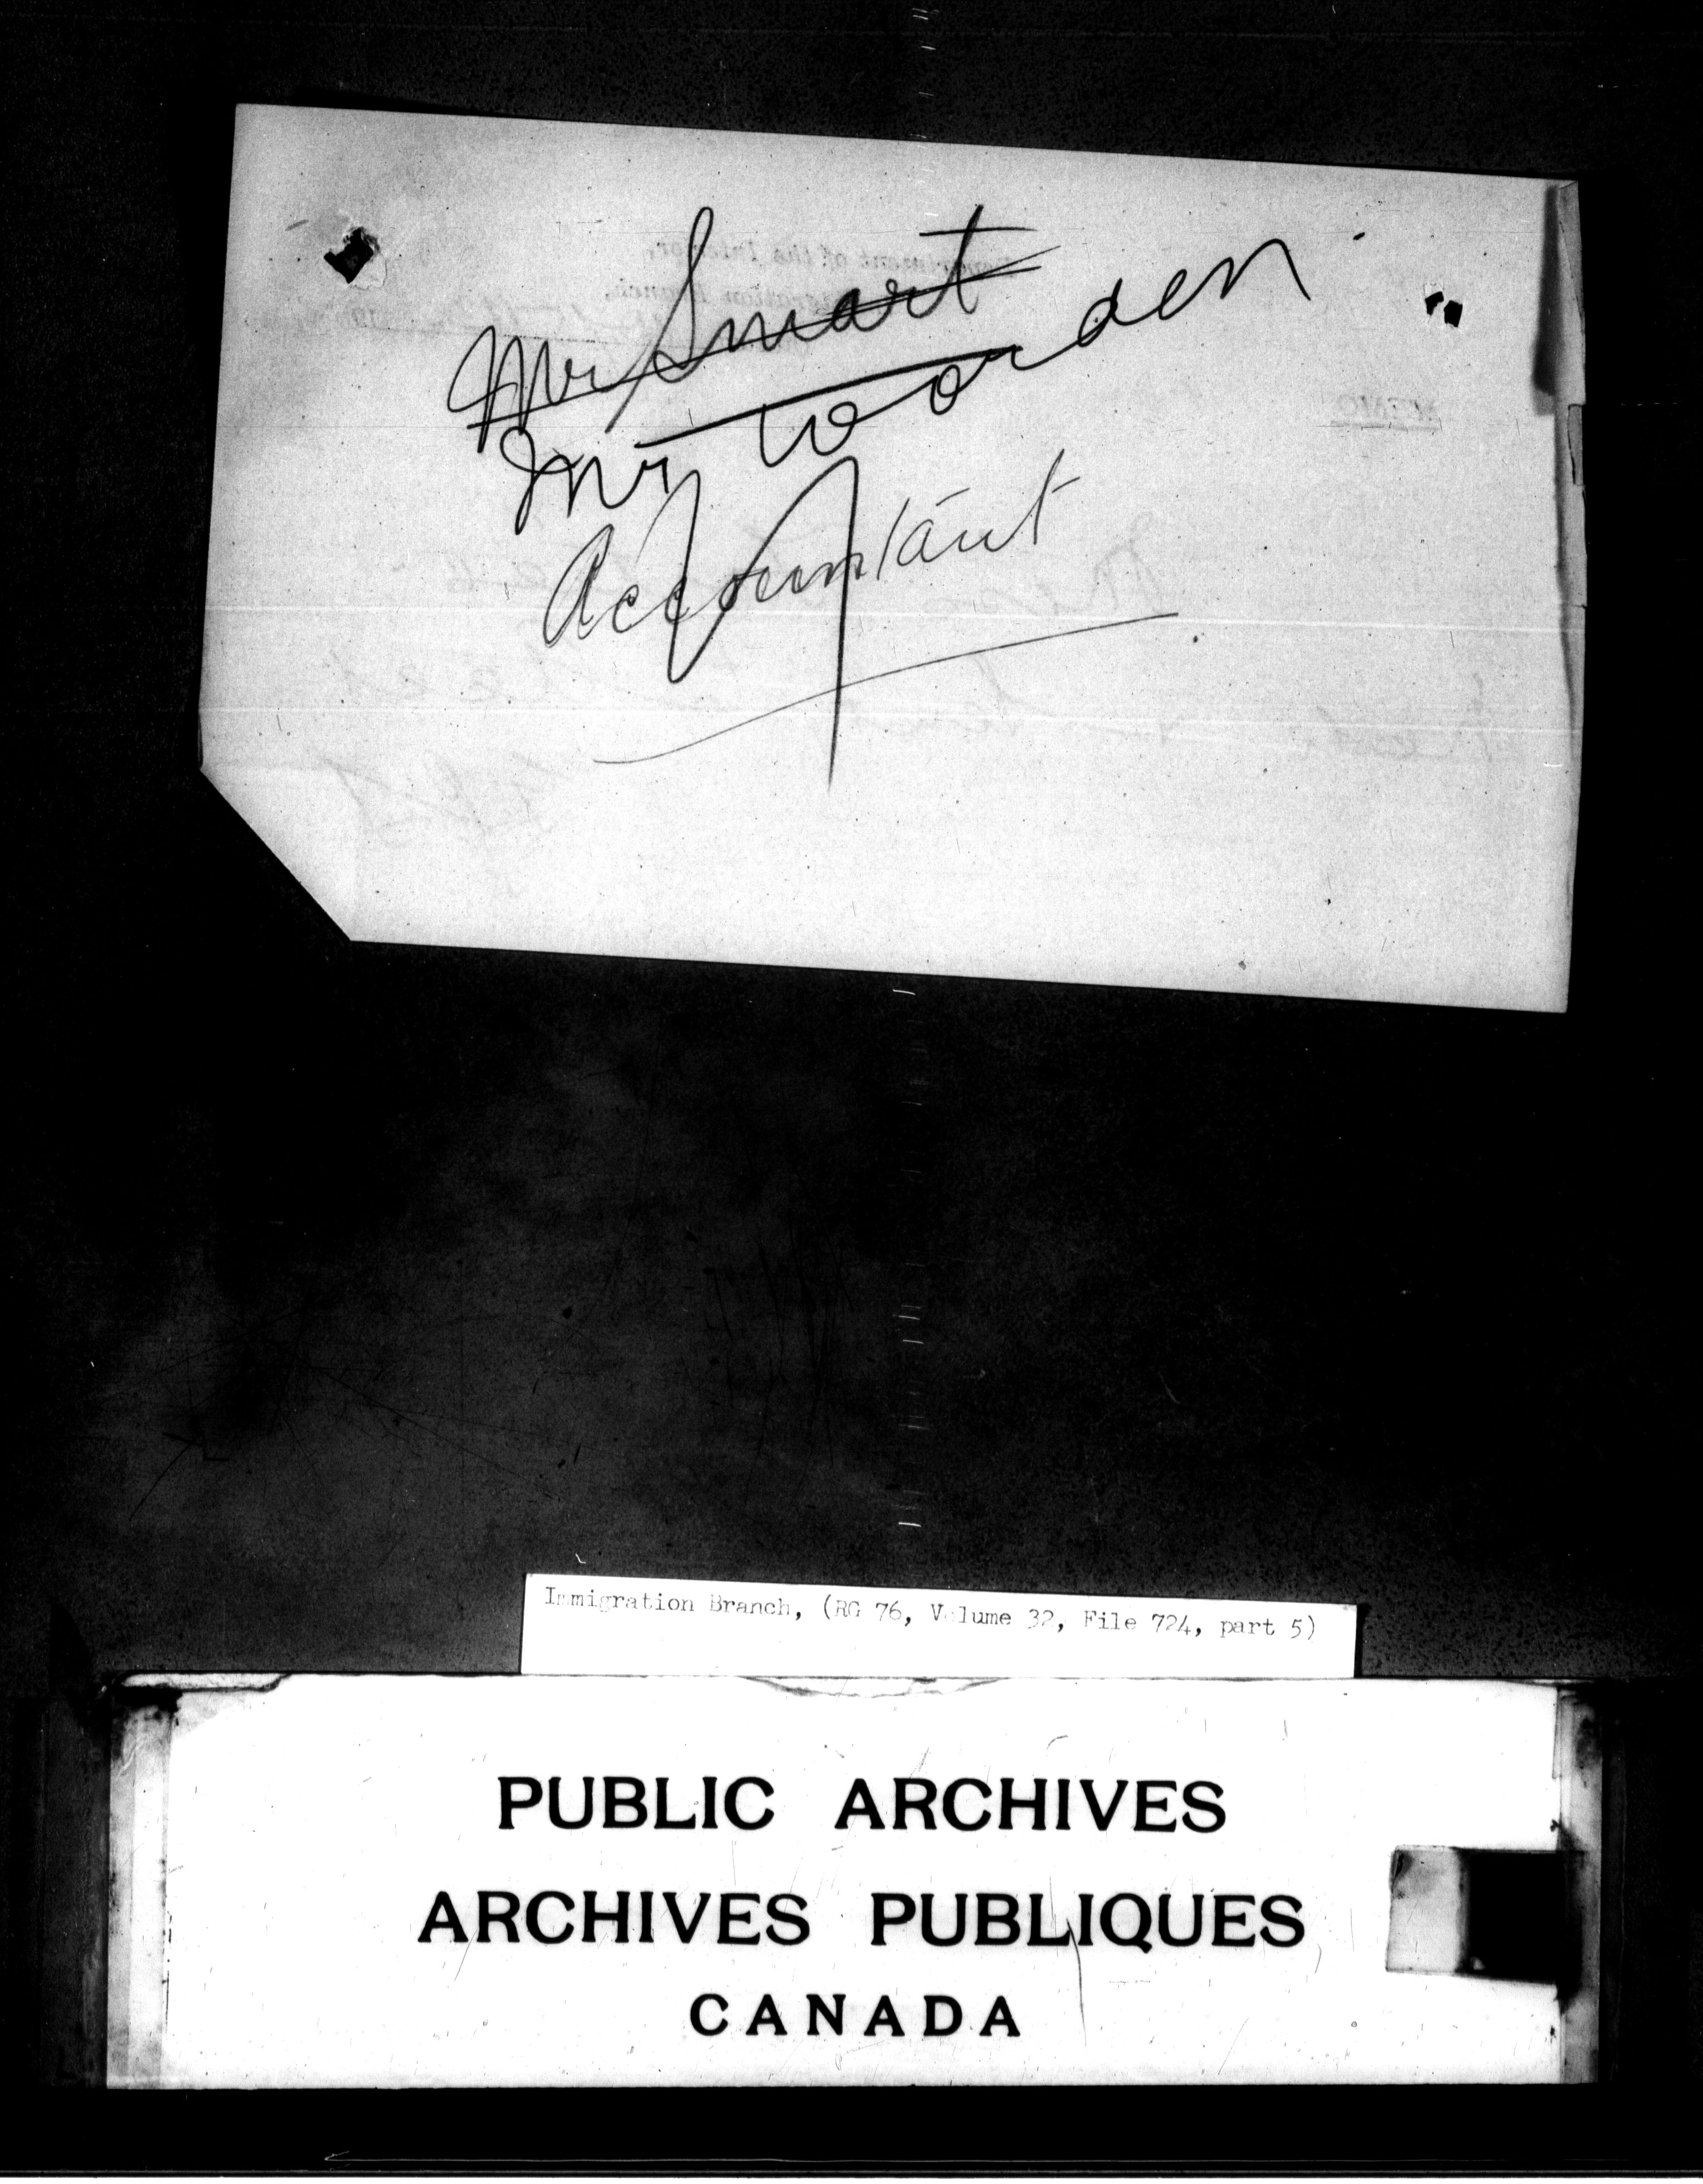 Mr Smart
Mr Worden
Accountant
Immigration Branch, (RG 76, Volume 32, File 724, part 5)
PUBLIC ARCHIVES
ARCHIVES PUBLIQUES
CANADA